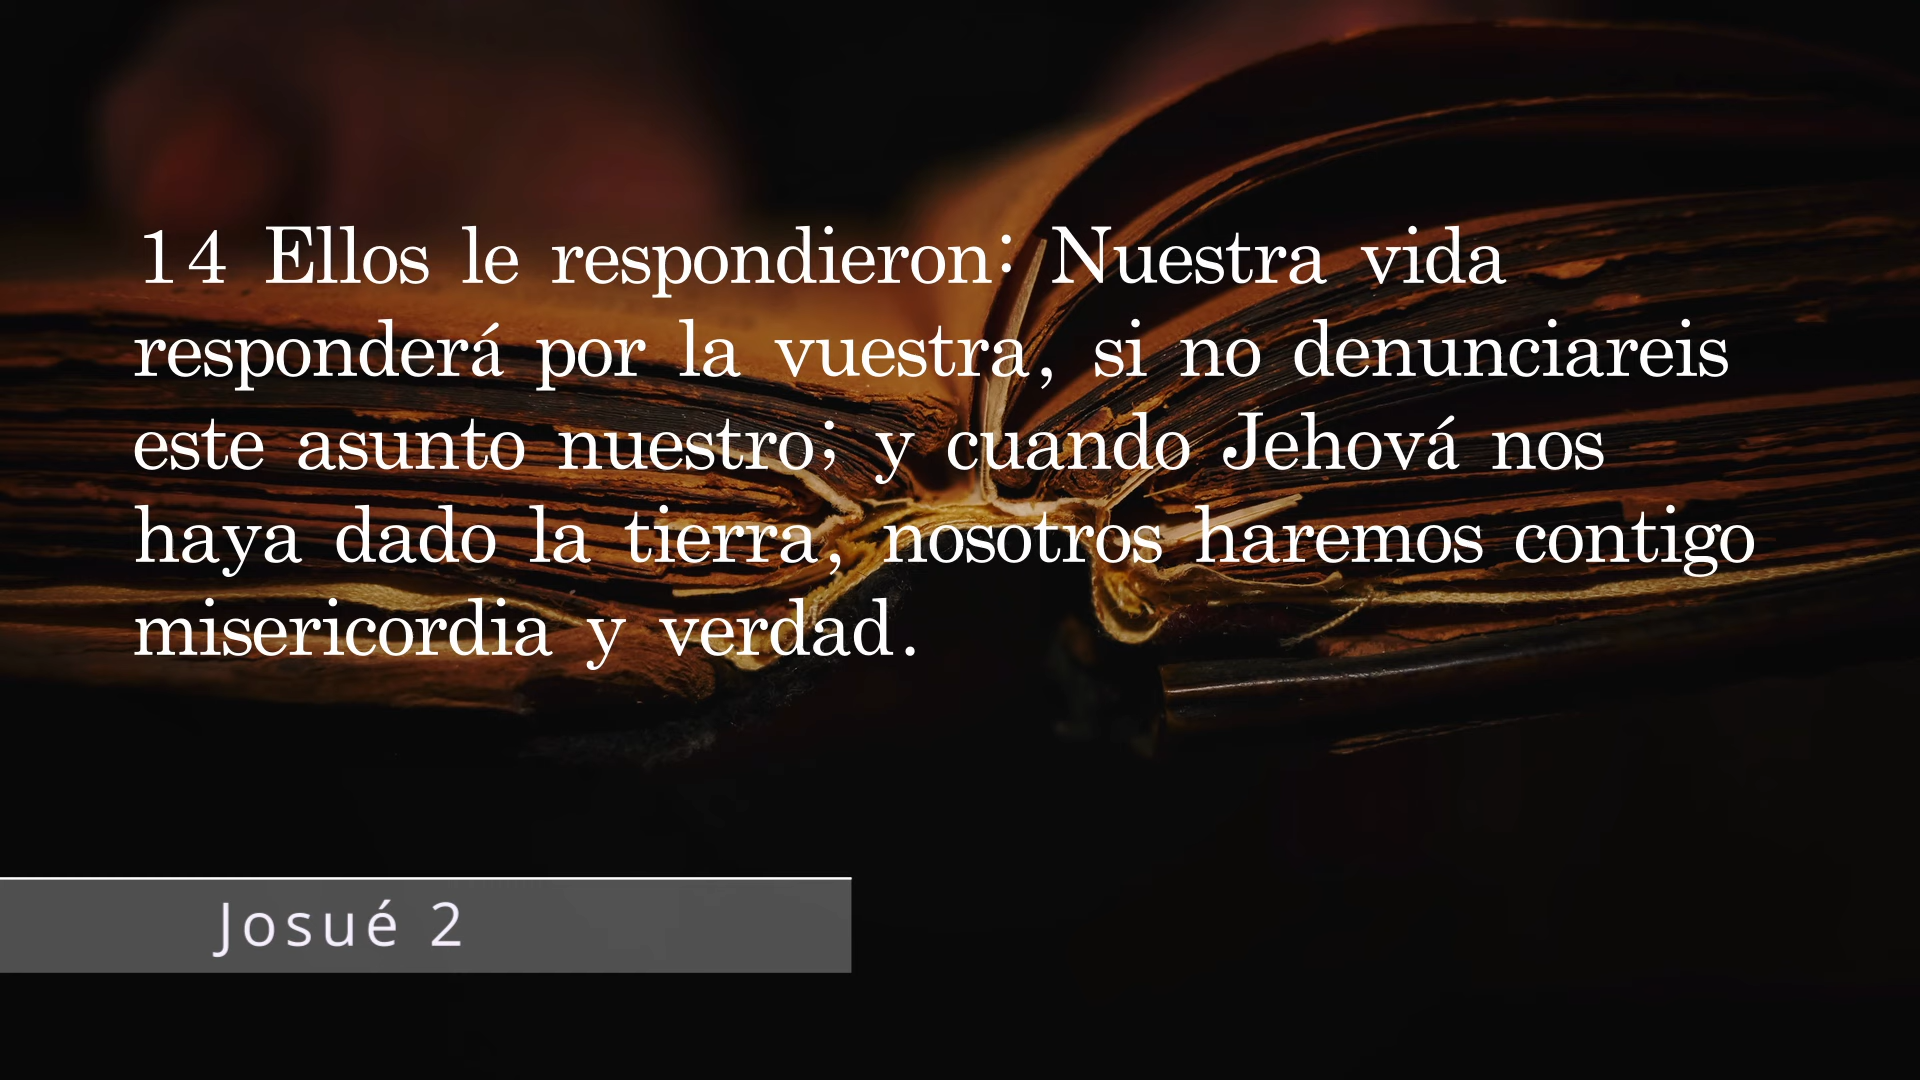 14 Ellos le respondieron: Nuestra vida
responderá por la vuestra, si no denunciareis
este asunto nuestro; y cuando Jehová nos
haya dado la tierra, nosotros haremos contigo
misericordia y verdad.
Josué 2